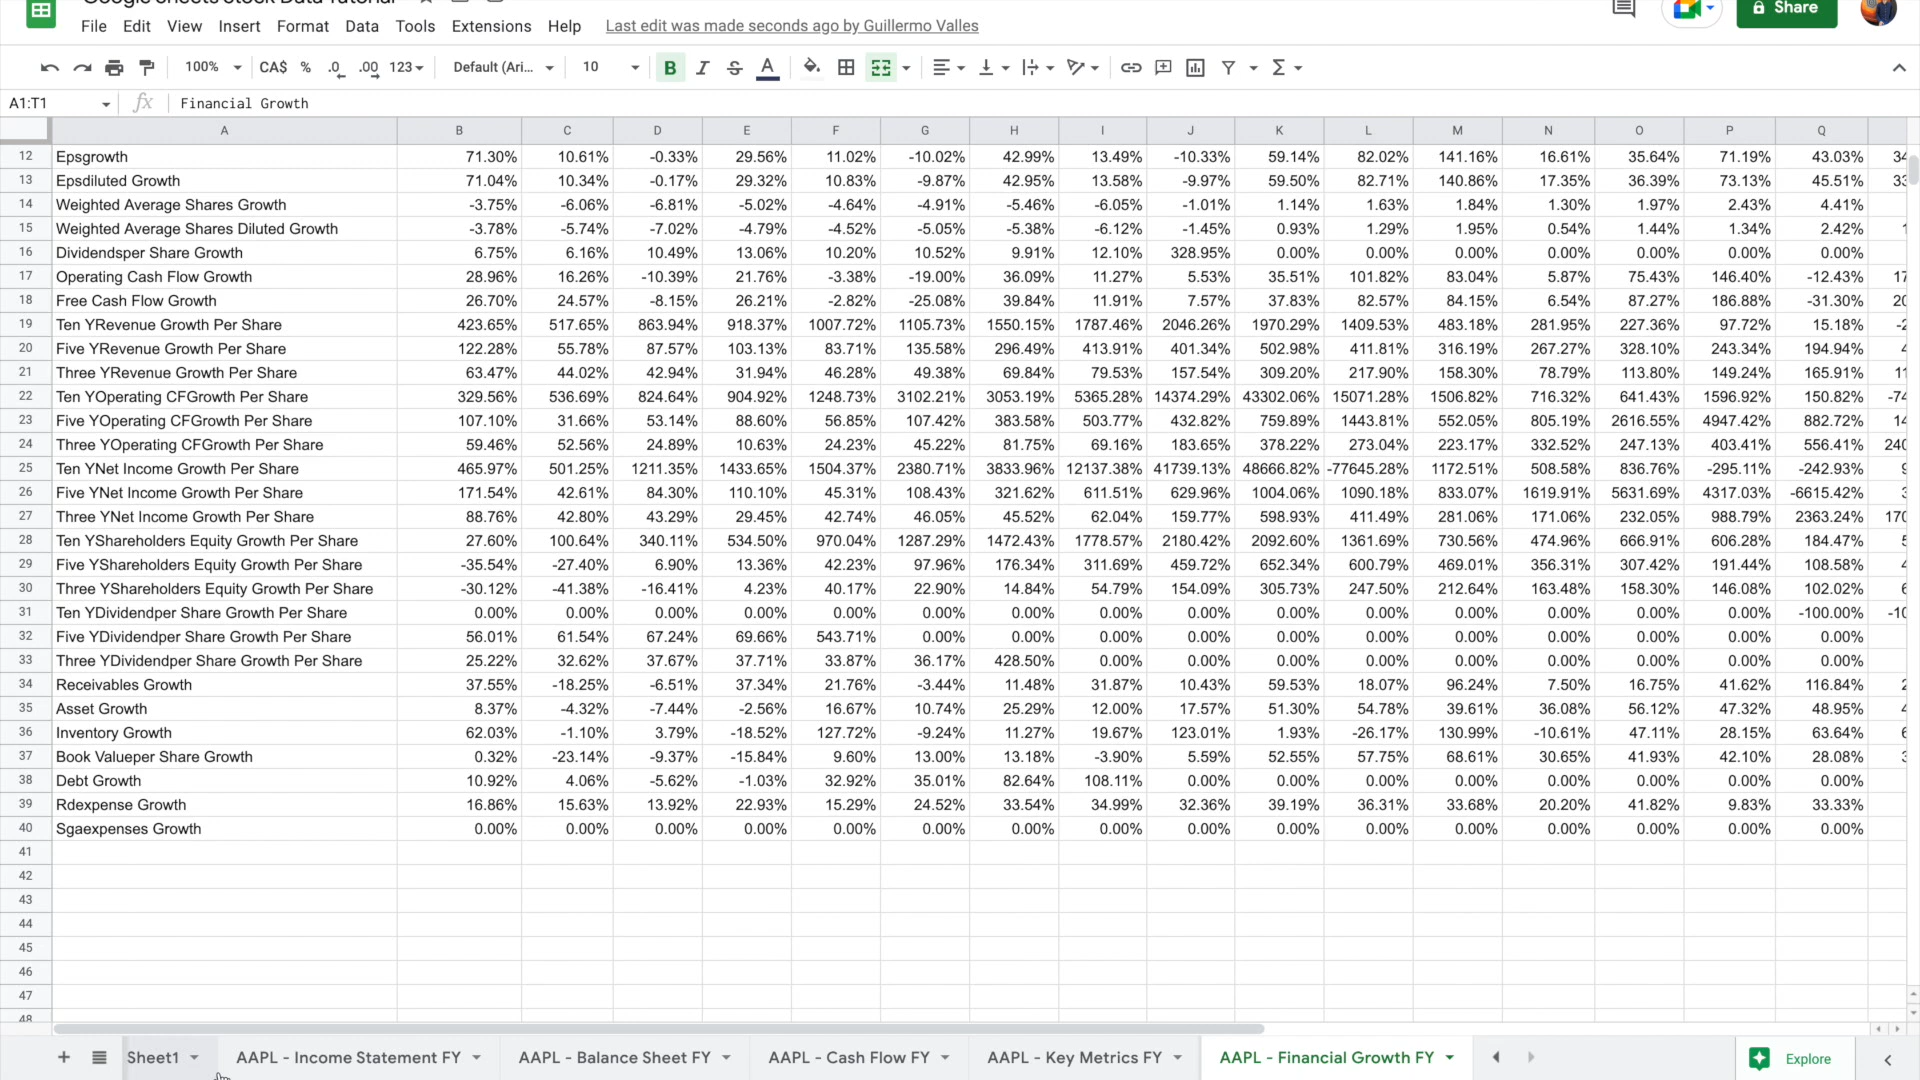 Google Sheets Stock Data Tutorial
File Edit View Insert Format Data Tools Extensions Help Last edit was made seconds ago by Guillermo Valles
Share
100% CA$ % .0 .00 123 Default (Ari... 10 B I S A Σ
A1:T1 fx Financial Growth
A B C D E F G H I J K L M N O P Q
12 Epsgrowth 71.30% 10.61% -0.33% 29.56% 11.02% -10.02% 42.99% 13.49% -10.33% 59.14% 82.02% 141.16% 16.61% 35.64% 71.19% 43.03% 34
13 Epsdiluted Growth 71.04% 10.34% -0.17% 29.32% 10.83% -9.87% 42.95% 13.58% -9.97% 59.50% 82.71% 140.86% 17.35% 36.39% 73.13% 45.51% 33
14 Weighted Average Shares Growth -3.75% -6.06% -6.81% -5.02% -4.64% -4.91% -5.46% -6.05% -1.01% 1.14% 1.63% 1.84% 1.30% 1.97% 2.43% 4.41%
15 Weighted Average Shares Diluted Growth -3.78% -5.74% -7.02% -4.79% -4.52% -5.05% -5.38% -6.12% -1.45% 0.93% 1.29% 1.95% 0.54% 1.44% 1.34% 2.42% 1
16 Dividendsper Share Growth 6.75% 6.16% 10.49% 13.06% 10.20% 10.52% 9.91% 12.10% 328.95% 0.00% 0.00% 0.00% 0.00% 0.00% 0.00% 0.00%
17 Operating Cash Flow Growth 28.96% 16.26% -10.39% 21.76% -3.38% -19.00% 36.09% 11.27% 5.53% 35.51% 101.82% 83.04% 5.87% 75.43% 146.40% -12.43% 17
18 Free Cash Flow Growth 26.70% 24.57% -8.15% 26.21% -2.82% -25.08% 39.84% 11.91% 7.57% 37.83% 82.57% 84.15% 6.54% 87.27% 186.88% -31.30% 20
19 Ten YRevenue Growth Per Share 423.65% 517.65% 863.94% 918.37% 1007.72% 1105.73% 1550.15% 1787.46% 2046.26% 1970.29% 1409.53% 483.18% 281.95% 227.36% 97.72% 15.18% -2
20 Five YRevenue Growth Per Share 122.28% 55.78% 87.57% 103.13% 83.71% 135.58% 296.49% 413.91% 401.34% 502.98% 411.81% 316.19% 267.27% 328.10% 243.34% 194.94% 4
21 Three YRevenue Growth Per Share 63.47% 44.02% 42.94% 31.94% 46.28% 49.38% 69.84% 79.53% 157.54% 309.20% 217.90% 158.30% 78.79% 113.80% 149.24% 165.91% 11
22 Ten YOperating CFGrowth Per Share 329.56% 536.69% 824.64% 904.92% 1248.73% 3102.21% 3053.19% 5365.28% 14374.29% 43302.06% 15071.28% 1506.82% 716.32% 641.43% 1596.92% 150.82% -74
23 Five YOperating CFGrowth Per Share 107.10% 31.66% 53.14% 88.60% 56.85% 107.42% 383.58% 503.77% 432.82% 759.89% 1443.81% 552.05% 805.19% 2616.55% 4947.42% 882.72% 14
24 Three YOperating CFGrowth Per Share 59.46% 52.56% 24.89% 10.63% 24.23% 45.22% 81.75% 69.16% 183.65% 378.22% 273.04% 223.17% 332.52% 247.13% 403.41% 556.41% 240
25 Ten YNet Income Growth Per Share 465.97% 501.25% 1211.35% 1433.65% 1504.37% 2380.71% 3833.96% 12137.38% 41739.13% 48666.82% -77645.28% 1172.51% 508.58% 836.76% -295.11% -242.93% 9
26 Five YNet Income Growth Per Share 171.54% 42.61% 84.30% 110.10% 45.31% 108.43% 321.62% 611.51% 629.96% 1004.06% 1090.18% 833.07% 1619.91% 5631.69% 4317.03% -6615.42% 3
27 Three YNet Income Growth Per Share 88.76% 42.80% 43.29% 29.45% 42.74% 46.05% 45.52% 62.04% 159.77% 598.93% 411.49% 281.06% 171.06% 232.05% 988.79% 2363.24% 170
28 Ten YShareholders Equity Growth Per Share 27.60% 100.64% 340.11% 534.50% 970.04% 1287.29% 1472.43% 1778.57% 2180.42% 2092.60% 1361.69% 730.56% 474.96% 666.91% 606.28% 184.47% 5
29 Five YShareholders Equity Growth Per Share -35.54% -27.40% 6.90% 13.36% 42.23% 97.96% 176.34% 311.69% 459.72% 652.34% 600.79% 469.01% 356.31% 307.42% 191.44% 108.58% 4
30 Three YShareholders Equity Growth Per Share -30.12% -41.38% -16.41% 4.23% 40.17% 22.90% 14.84% 54.79% 154.09% 305.73% 247.50% 212.64% 163.48% 158.30% 146.08% 102.02% 6
31 Ten YDividendper Share Growth Per Share 0.00% 0.00% 0.00% 0.00% 0.00% 0.00% 0.00% 0.00% 0.00% 0.00% 0.00% 0.00% 0.00% 0.00% 0.00% -100.00% -10
32 Five YDividendper Share Growth Per Share 56.01% 61.54% 67.24% 69.66% 543.71% 0.00% 0.00% 0.00% 0.00% 0.00% 0.00% 0.00% 0.00% 0.00% 0.00% 0.00%
33 Three YDividendper Share Growth Per Share 25.22% 32.62% 37.67% 37.71% 33.87% 36.17% 428.50% 0.00% 0.00% 0.00% 0.00% 0.00% 0.00% 0.00% 0.00% 0.00%
34 Receivables Growth 37.55% -18.25% -6.51% 37.34% 21.76% -3.44% 11.48% 31.87% 10.43% 59.53% 18.07% 96.24% 7.50% 16.75% 41.62% 116.84% 2
35 Asset Growth 8.37% -4.32% -7.44% -2.56% 16.67% 10.74% 25.29% 12.00% 17.57% 51.30% 54.78% 39.61% 36.08% 56.12% 47.32% 48.95% 4
36 Inventory Growth 62.03% -1.10% 3.79% -18.52% 127.72% -9.24% 11.27% 19.67% 123.01% 1.93% -26.17% 130.99% -10.61% 47.11% 28.15% 63.64% 6
37 Book Valueper Share Growth 0.32% -23.14% -9.37% -15.84% 9.60% 13.00% 13.18% -3.90% 5.59% 52.55% 57.75% 68.61% 30.65% 41.93% 42.10% 28.08% 3
38 Debt Growth 10.92% 4.06% -5.62% -1.03% 32.92% 35.01% 82.64% 108.11% 0.00% 0.00% 0.00% 0.00% 0.00% 0.00% 0.00% 0.00%
39 Rdexpense Growth 16.86% 15.63% 13.92% 22.93% 15.29% 24.52% 33.54% 34.99% 32.36% 39.19% 36.31% 33.68% 20.20% 41.82% 9.83% 33.33%
40 Sgaexpenses Growth 0.00% 0.00% 0.00% 0.00% 0.00% 0.00% 0.00% 0.00% 0.00% 0.00% 0.00% 0.00% 0.00% 0.00% 0.00% 0.00%
41
42
43
44
45
46
47
48
Sheet1 AAPL - Income Statement FY AAPL - Balance Sheet FY AAPL - Cash Flow FY AAPL - Key Metrics FY AAPL - Financial Growth FY Explore